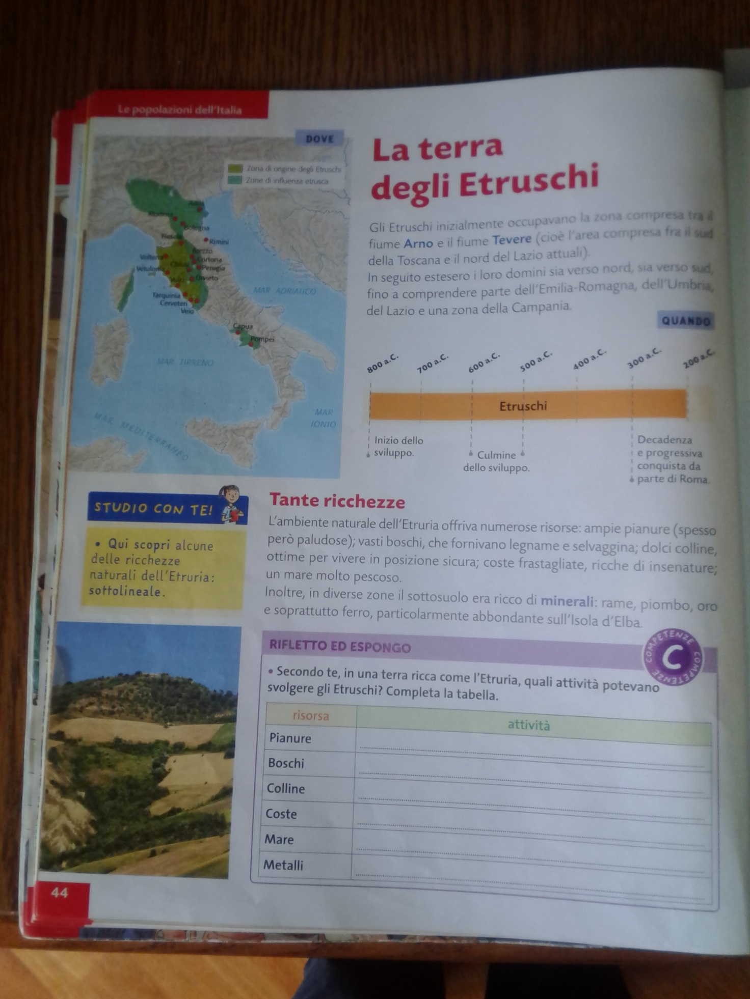 Le popolazioni dell'Italia
DOVE
Zona di origine degli Etruschi
Zone di influenza etrusca
Adria
Modena
Bologna
Fiesole
Rimini
Volterra
Arezzo
Cortona
Chiusi
Perugia
Vetulonia
Vulci
Orvieto
Tarquinia
Cerveteri
Veio
MAR ADRIATICO
Capua
Pompei
MAR TIRRENO
MAR
IONIO
MAR MEDITERRANEO
La terra
degli Etruschi
Gli Etruschi inizialmente occupavano la zona compresa tra il
fiume Arno e il fiume Tevere (cioè l'area compresa fra il sud
della Toscana e il nord del Lazio attuali).
In seguito estesero i loro domini sia verso nord, sia verso sud,
fino a comprendere parte dell'Emilia-Romagna, dell'Umbria,
del Lazio e una zona della Campania.
QUANDO
800 a.C. 700 a.C. 600 a.C. 500 a.C. 400 a.C. 300 a.C. 200 a.C.
Etruschi
Inizio dello
sviluppo.
Culmine
dello sviluppo.
Decadenza
e progressiva
conquista da
parte di Roma.
STUDIO CON TE!
• Qui scopri alcune
delle ricchezze
naturali dell'Etruria:
sottolineale.
Tante ricchezze
L'ambiente naturale dell'Etruria offriva numerose risorse: ampie pianure (spesso
però paludose); vasti boschi, che fornivano legname e selvaggina; dolci colline,
ottime per vivere in posizione sicura; coste frastagliate, ricche di insenature;
un mare molto pescoso.
Inoltre, in diverse zone il sottosuolo era ricco di minerali: rame, piombo, oro
e soprattutto ferro, particolarmente abbondante sull'Isola d'Elba.
RIFLETTO ED ESPONGO
COMPETENZE COMPETENZE
C
• Secondo te, in una terra ricca come l'Etruria, quali attività potevano
svolgere gli Etruschi? Completa la tabella.
risorsa attività
Pianure
Boschi
Colline
Coste
Mare
Metalli
44